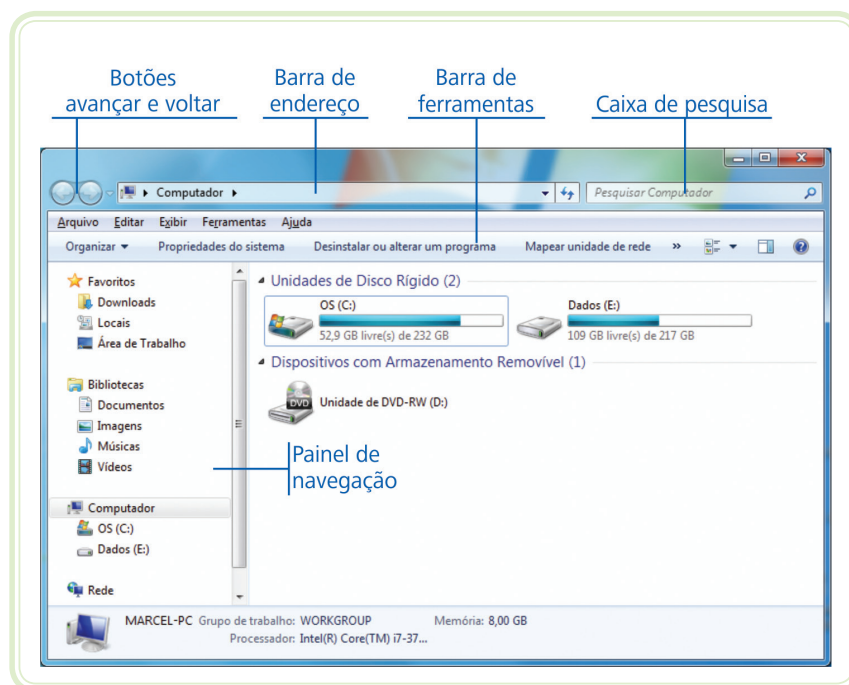 Botões
avançar e voltar
Barra de
endereço
Barra de
ferramentas
Caixa de pesquisa
Computador
Pesquisar Computador
Arquivo Editar Exibir Ferramentas Ajuda
Organizar Propriedades do sistema Desinstalar ou alterar um programa Mapear unidade de rede »
Favoritos
Downloads
Locais
Área de Trabalho
Bibliotecas
Documentos
Imagens
Músicas
Vídeos
Computador
OS (C:)
Dados (E:)
Rede
Unidades de Disco Rígido (2)
OS (C:)
52,9 GB livre(s) de 232 GB
Dados (E:)
109 GB livre(s) de 217 GB
Dispositivos com Armazenamento Removível (1)
DVD
Unidade de DVD-RW (D:)
Painel de
navegação
MARCEL-PC Grupo de trabalho: WORKGROUP Memória: 8,00 GB
Processador: Intel(R) Core(TM) i7-37...